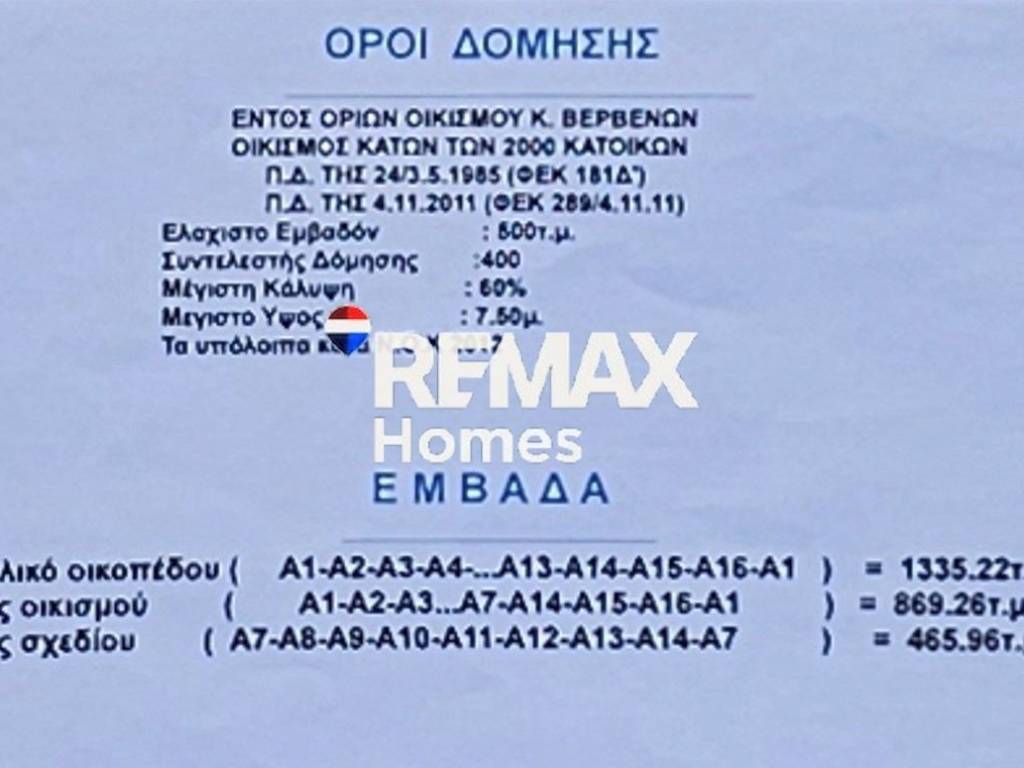 ΟΡΟΙ ΔΟΜΗΣΗΣ
ΕΝΤΟΣ ΟΡΙΩΝ ΟΙΚΙΣΜΟΥ Κ. ΒΕΡΒΕΝΩΝ
ΟΙΚΙΣΜΟΣ ΚΑΤΩΝ ΤΩΝ 2000 ΚΑΤΟΙΚΩΝ
Π.Δ. ΤΗΣ 24/3.5.1985 (ΦΕΚ 181Δ')
Π.Δ. ΤΗΣ 4.11.2011 (ΦΕΚ 289/4.11.11)
Ελαχιστο Εμβαδόν : 500τ.μ.
Συντελεστής Δόμησης :400
Μέγιστη Κάλυψη : 60%
Μεγιστο Υψος : 7.50μ.
Τα υπόλοιπα Ν.Ο.Κ 2012
RE/MAX
Homes
ΕΜΒΑΔΑ
λικό οικοπέδου ( Α1-Α2-Α3-Α4-...Α13-Α14-Α15-Α16-Α1 ) = 1335.22τ
ς οικισμού ( Α1-Α2-Α3...Α7-Α14-Α15-Α16-Α1 ) = 869.26τ.μ
ς σχεδίου ( Α7-Α8-Α9-Α10-Α11-Α12-Α13-Α14-Α7 ) = 465.96τ.